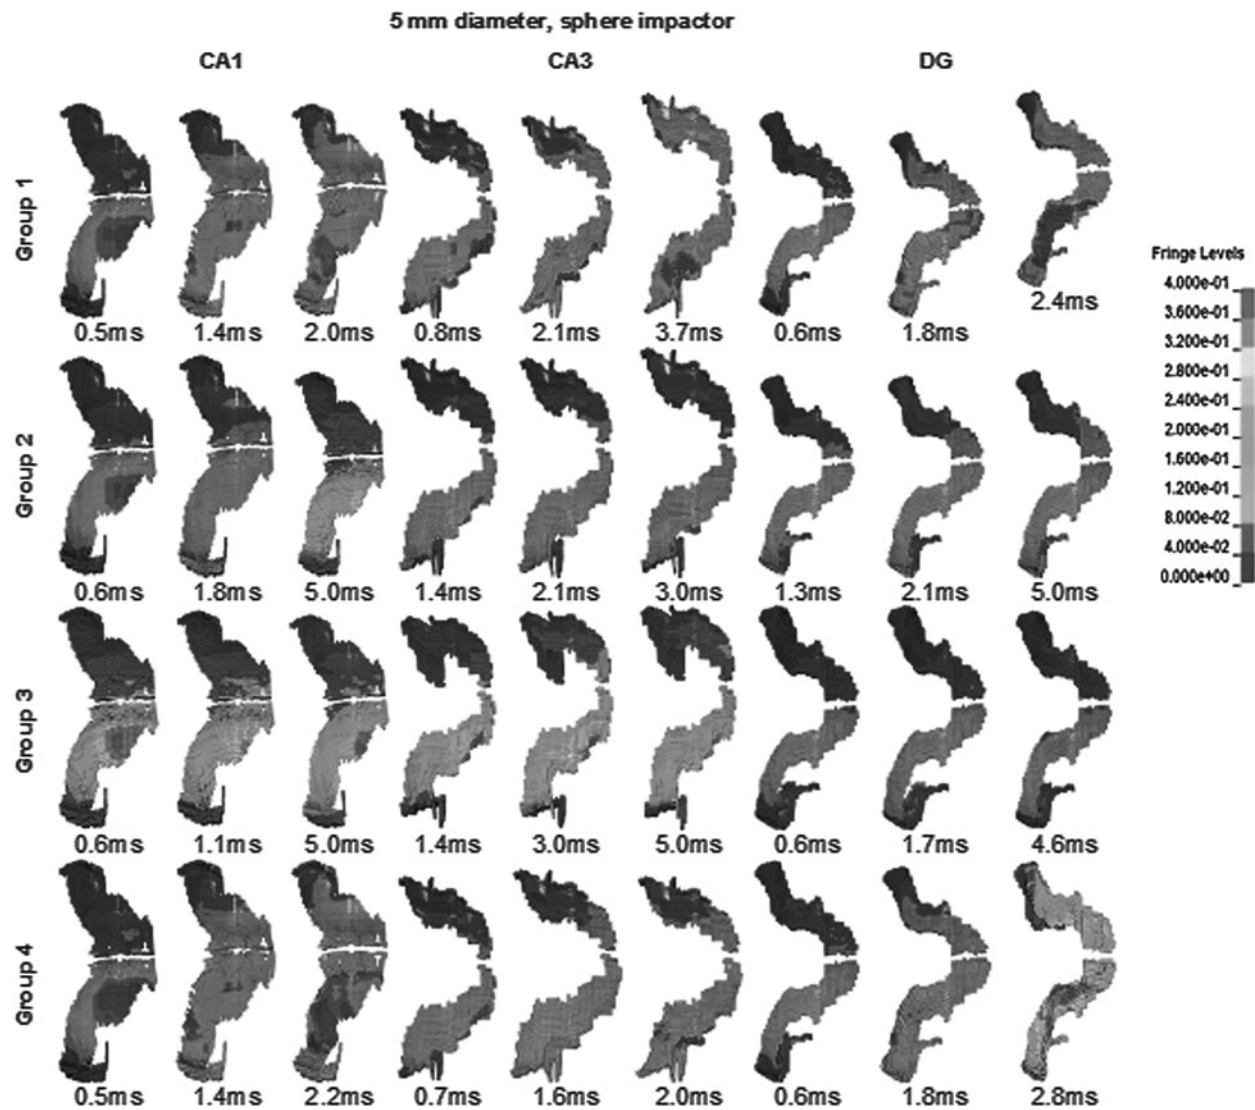 5 mm diameter, sphere impactor
CA1 CA3 DG
Group 1
0.5ms 1.4ms 2.0ms 0.8ms 2.1ms 3.7ms 0.6ms 1.8ms 2.4ms
Group 2
0.6ms 1.8ms 5.0ms 1.4ms 2.1ms 3.0ms 1.3ms 2.1ms 5.0ms
Group 3
0.6ms 1.1ms 5.0ms 1.4ms 3.0ms 5.0ms 0.6ms 1.7ms 4.6ms
Group 4
0.5ms 1.4ms 2.2ms 0.7ms 1.6ms 2.0ms 0.6ms 1.8ms 2.8ms
Fringe Levels
4.000e-01
3.600e-01
3.200e-01
2.800e-01
2.400e-01
2.000e-01
1.600e-01
1.200e-01
8.000e-02
4.000e-02
0.000e+00